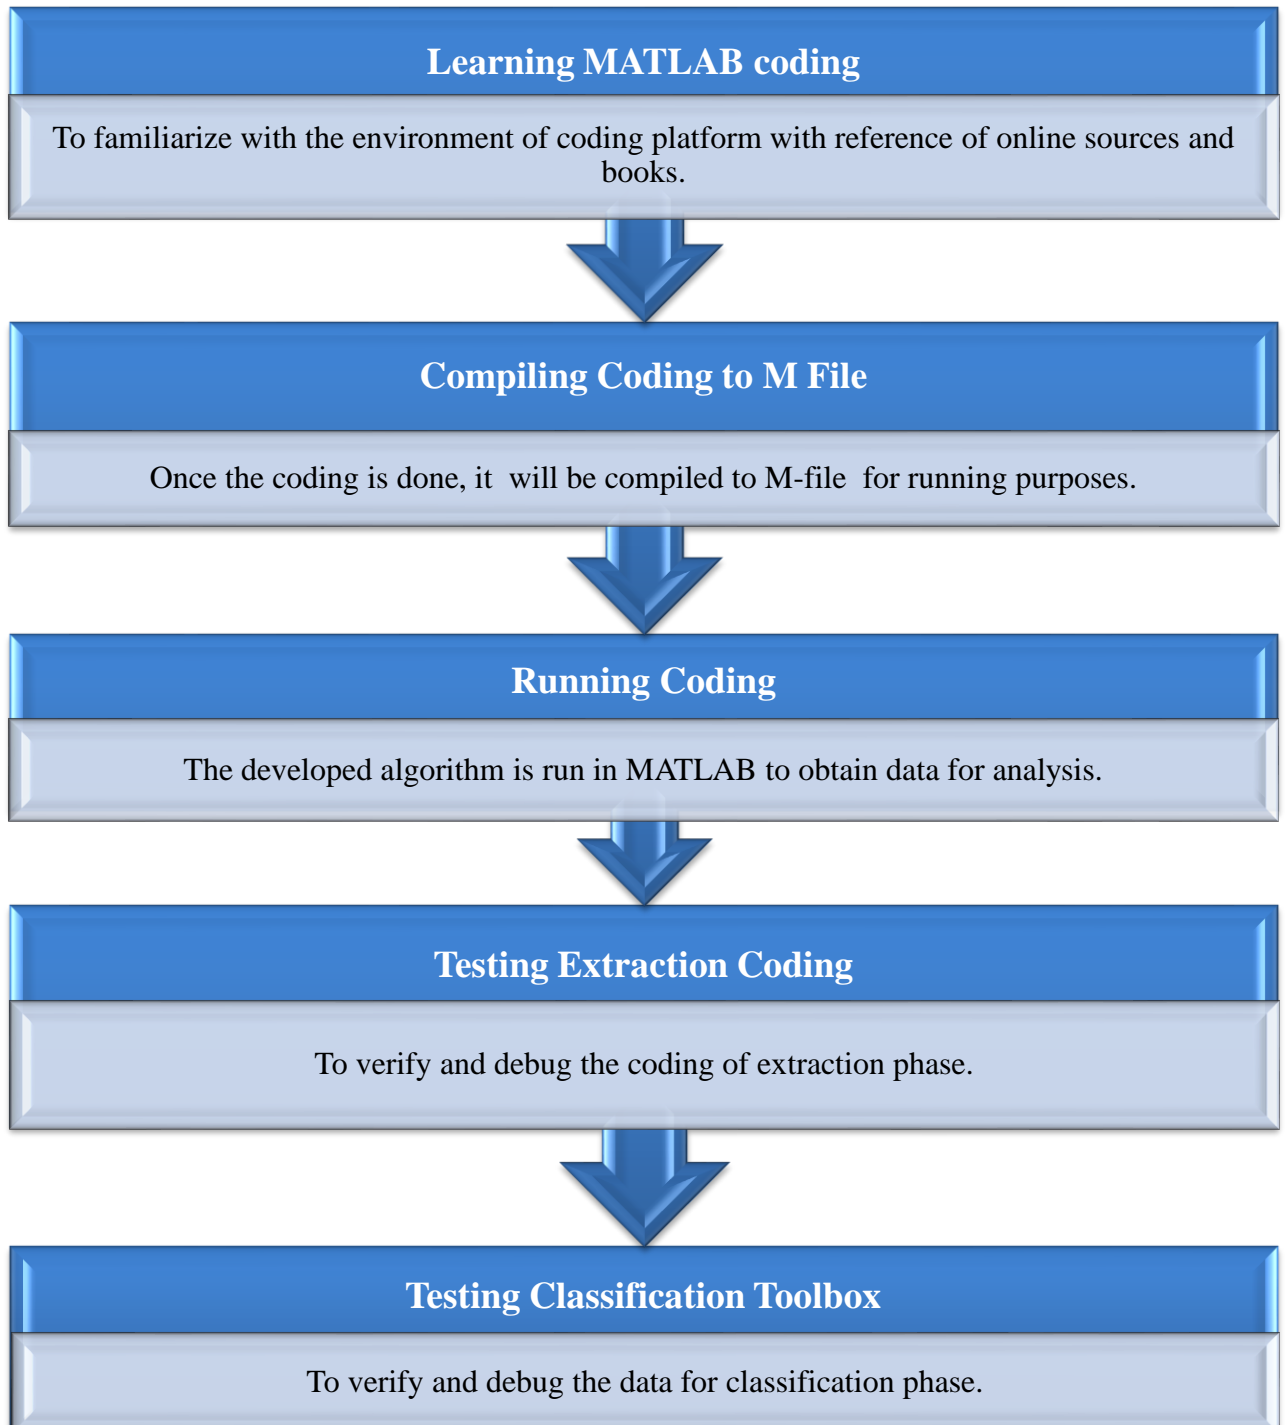 Learning MATLAB coding
To familiarize with the environment of coding platform with reference of online sources and
books.
Compiling Coding to M File
Once the coding is done, it  will be compiled to M-file  for running purposes.
Running Coding
The developed algorithm is run in MATLAB to obtain data for analysis.
Testing Extraction Coding
To verify and debug the coding of extraction phase.
Testing Classification Toolbox
To verify and debug the data for classification phase.